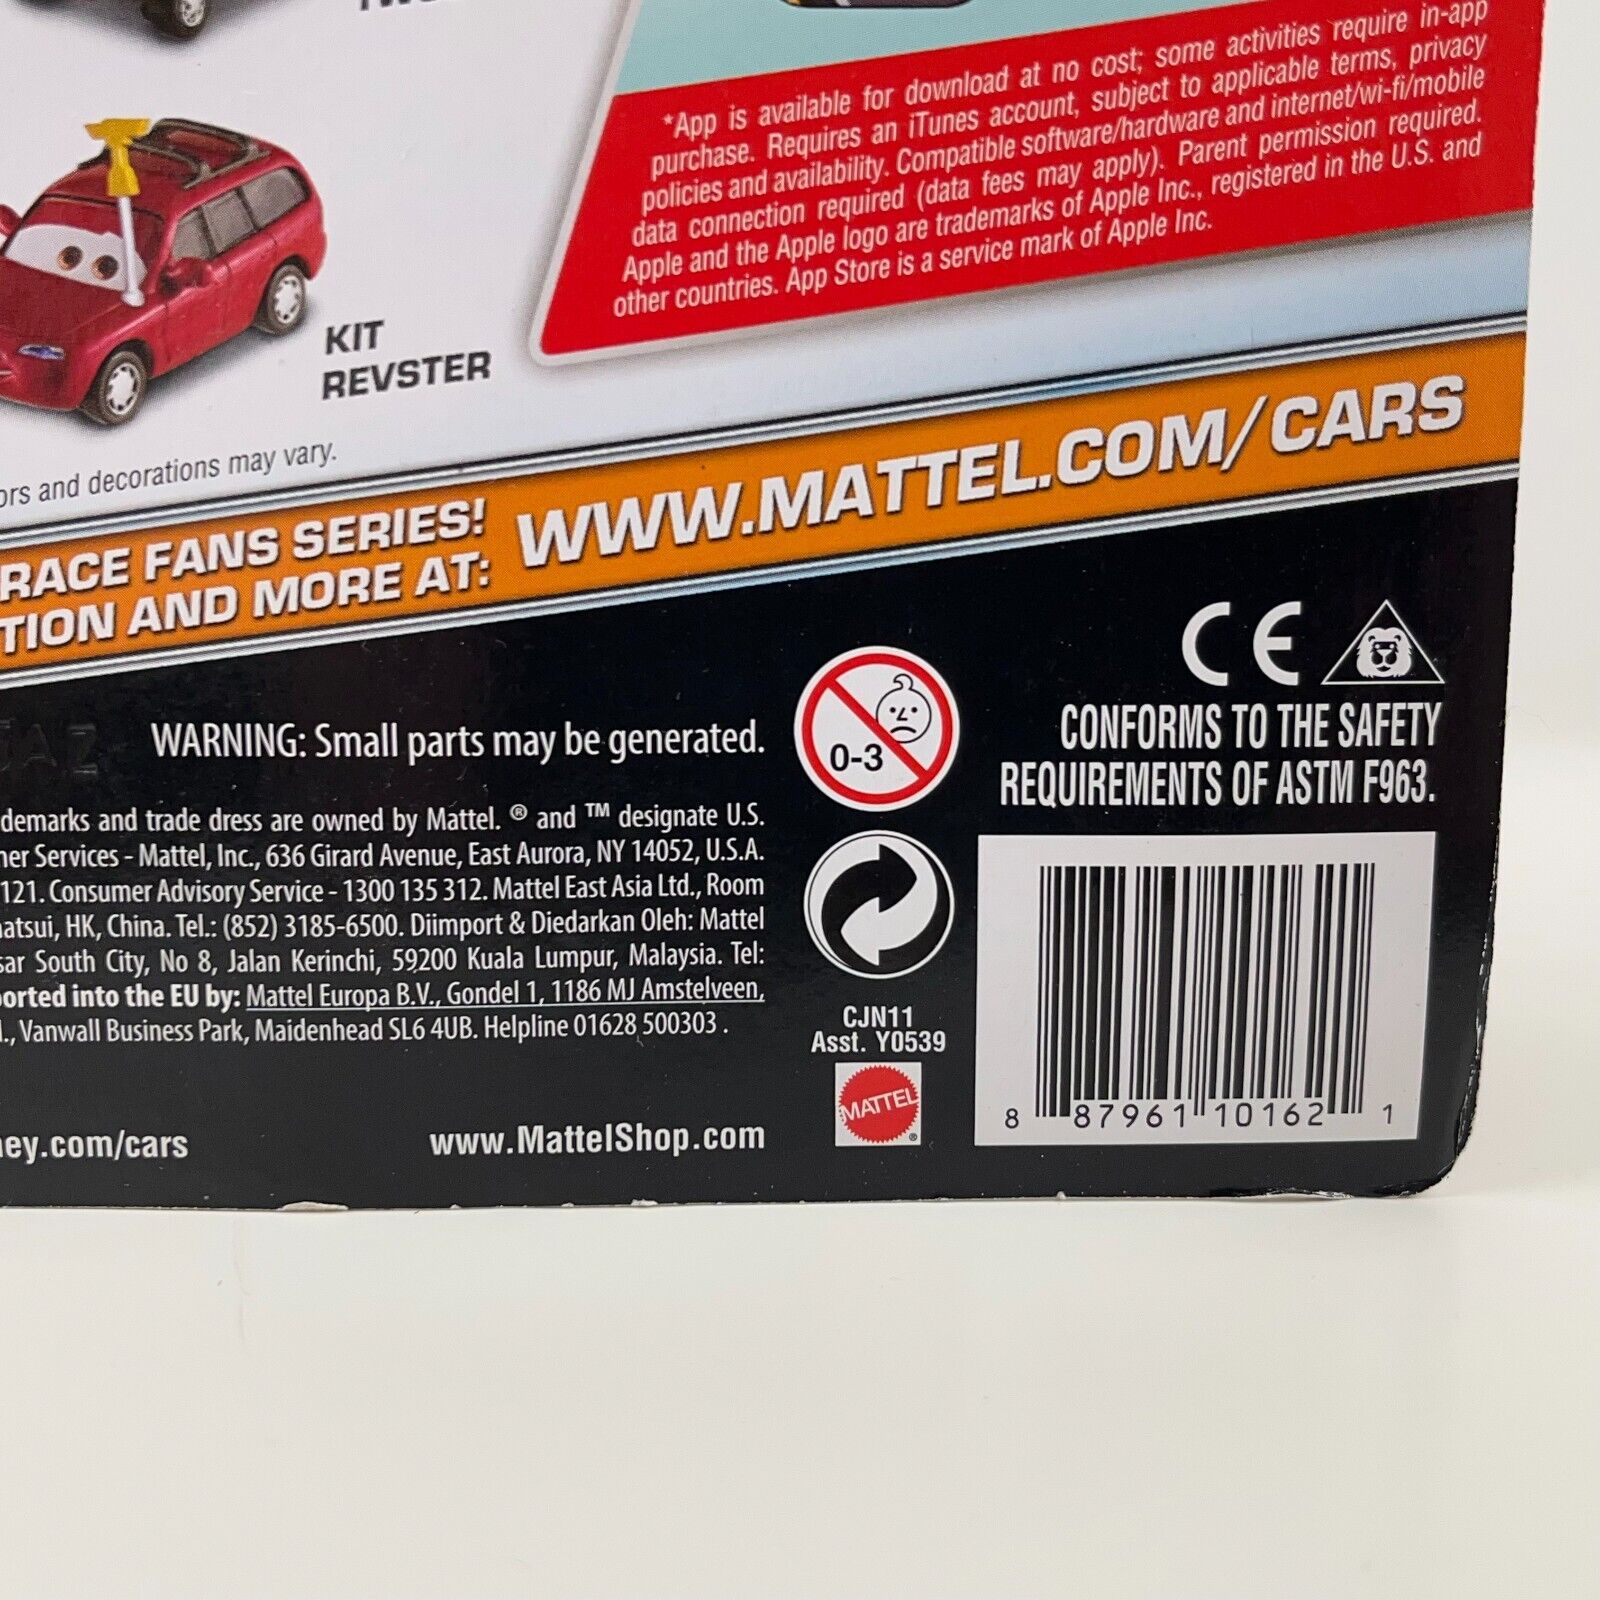 *App is available for download at no cost; some activities require in-app
purchase. Requires an iTunes account, subject to applicable terms, privacy
policies and availability. Compatible software/hardware and internet/wi-fi/mobile
data connection required (data fees may apply). Parent permission required.
Apple and the Apple logo are trademarks of Apple Inc., registered in the U.S. and
other countries. App Store is a service mark of Apple Inc.
KIT
REVSTER
and decorations may vary.
RACE FANS SERIES!
AND MORE AT:
WWW.MATTEL.COM/CARS
CE
CONFORMS TO THE SAFETY
REQUIREMENTS OF ASTM F963.
WARNING: Small parts may be generated.
0-3
and trade dress are owned by Mattel. ® and ™ designate U.S.
Services - Mattel, Inc., 636 Girard Avenue, East Aurora, NY 14052, U.S.A.
121. Consumer Advisory Service - 1300 135 312. Mattel East Asia Ltd., Room
HK, China. Tel.: (852) 3185-6500. Diimport & Diedarkan Oleh: Mattel
South City, No 8, Jalan Kerinchi, 59200 Kuala Lumpur, Malaysia. Tel:
into the EU by: Mattel Europa B.V., Gondel 1, 1186 MJ Amstelveen,
Vanwall Business Park, Maidenhead SL6 4UB. Helpline 01628 500303 .
CJN11
Asst. Y0539
MATTEL ®
8 87961 10162 1
ney.com/cars
www.MattelShop.com